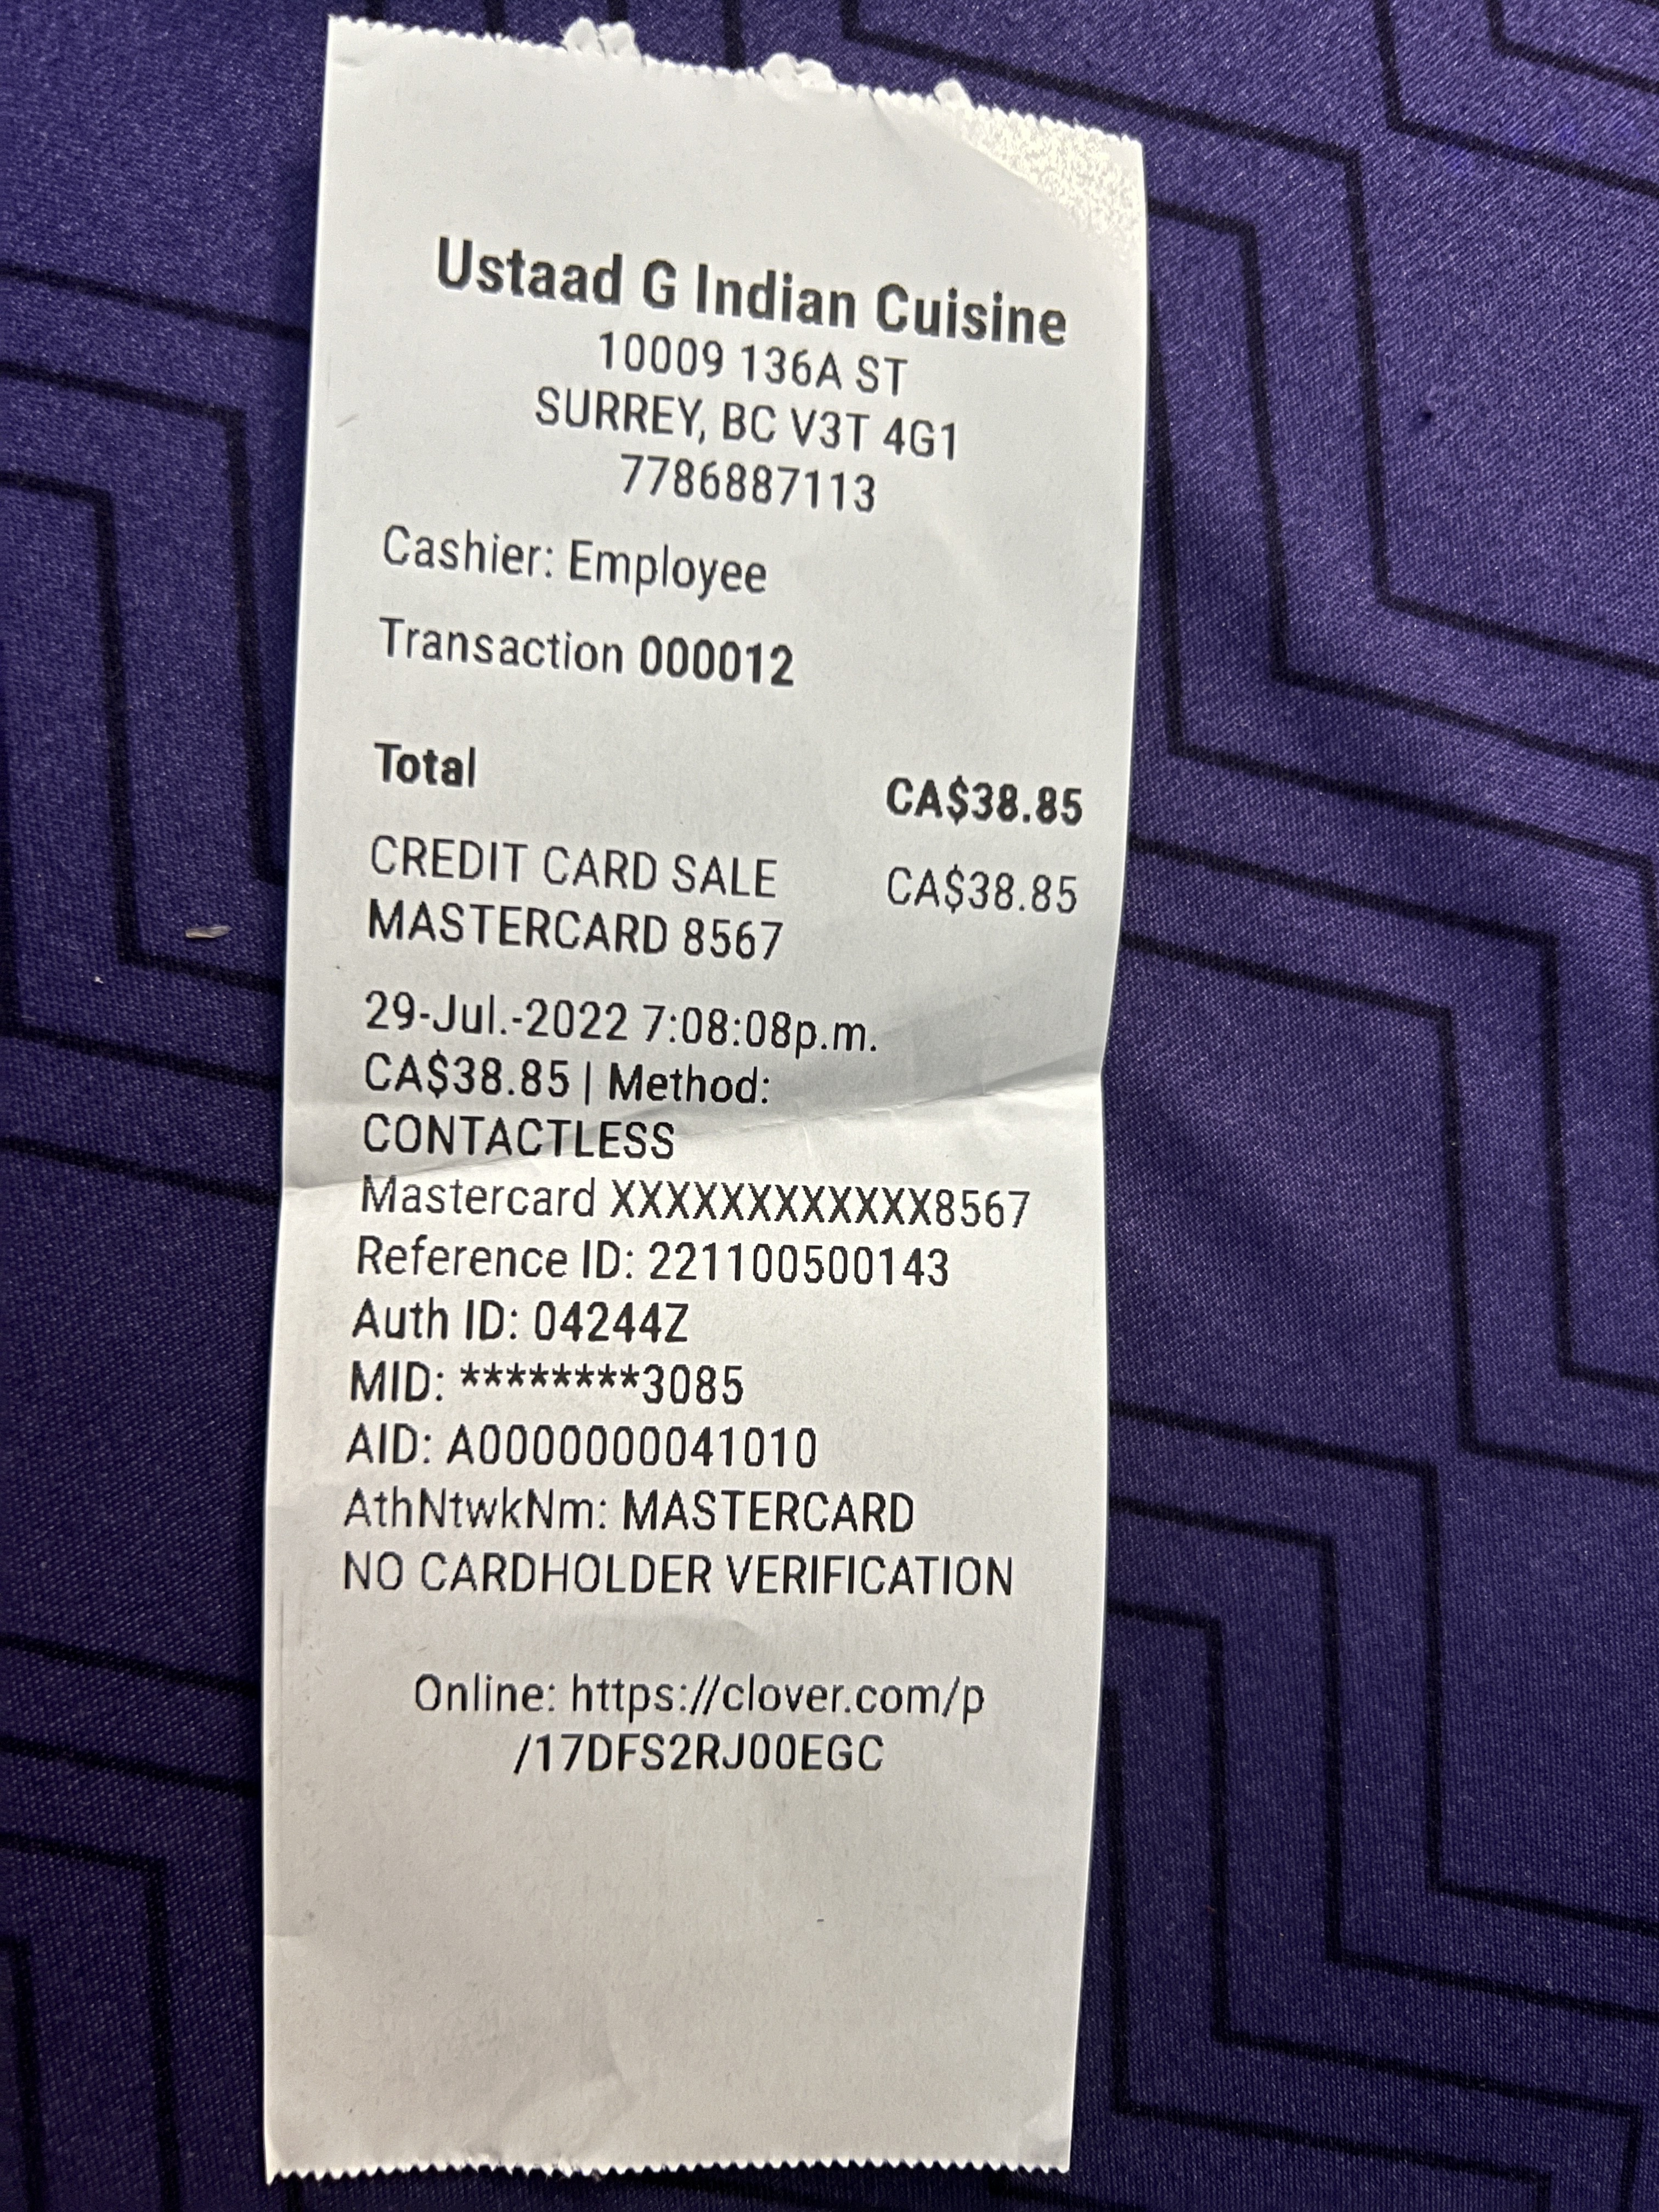 Ustaad G Indian Cuisine
10009 136A ST
SURREY, BC V3T 4G1
7786887113
Cashier: Employee
Transaction 000012
Total CA$38.85
CREDIT CARD SALE CA$38.85
MASTERCARD 8567
29-Jul.-2022 7:08:08p.m.
CA$38.85 | Method:
CONTACTLESS
Mastercard XXXXXXXXXXXX8567
Reference ID: 221100500143
Auth ID: 04244Z
MID: ********3085
AID: A0000000041010
AthNtwkNm: MASTERCARD
NO CARDHOLDER VERIFICATION
Online: https://clover.com/p
/17DFS2RJ00EGC